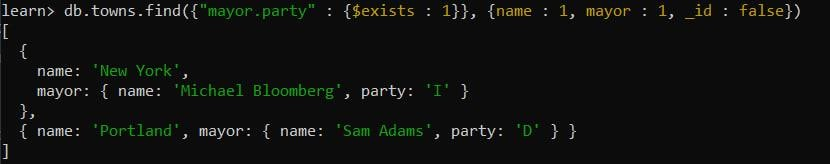 learn> db.towns.find({"mayor.party" : {$exists : 1}}, {name : 1, mayor : 1, _id : false})
[
  {
    name: 'New York',
    mayor: { name: 'Michael Bloomberg', party: 'I' }
  },
  { name: 'Portland', mayor: { name: 'Sam Adams', party: 'D' } }
]